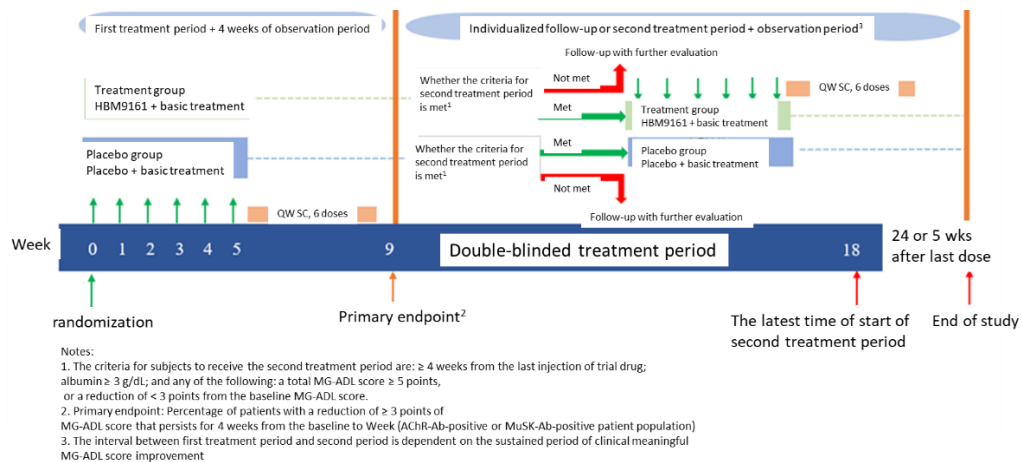 First treatment period + 4 weeks of observation period
Individualized follow-up or second treatment period + observation period3
Follow-up with further evaluation
Treatment group
HBM9161 + basic treatment
Whether the criteria for
second treatment period
is met1
Not met
Met
Treatment group
HBM9161 + basic treatment
QW SC, 6 doses
Placebo group
Placebo + basic treatment
Whether the criteria for
second treatment period
is met1
Met
Not met
Placebo group
Placebo + basic treatment
QW SC, 6 doses
Follow-up with further evaluation
Week
0 1 2 3 4 5 9
Double-blinded treatment period
18
24 or 5 wks
after last dose
randomization
Primary endpoint2
The latest time of start of
second treatment period
End of study
Notes:
1. The criteria for subjects to receive the second treatment period are: ≥ 4 weeks from the last injection of trial drug;
albumin ≥ 3 g/dL; and any of the following: a total MG-ADL score ≥ 5 points,
or a reduction of < 3 points from the baseline MG-ADL score.
2. Primary endpoint: Percentage of patients with a reduction of ≥ 3 points of
MG-ADL score that persists for 4 weeks from the baseline to Week (AChR-Ab-positive or MuSK-Ab-positive patient population)
3. The interval between first treatment period and second period is dependent on the sustained period of clinical meaningful
MG-ADL score improvement